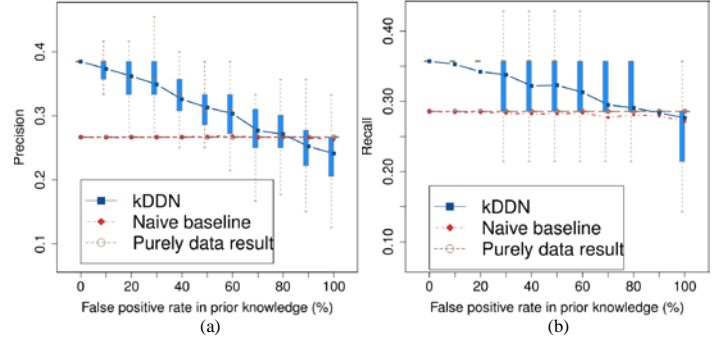 0.4
0.3
0.2
0.1
Precision
kDDN
Naive baseline
Purely data result
0 20 40 60 80 100
False positive rate in prior knowledge (%)
(a)
0.40
0.30
0.20
0.10
Recall
kDDN
Naive baseline
Purely data result
0 20 40 60 80 100
False positive rate in prior knowledge (%)
(b)